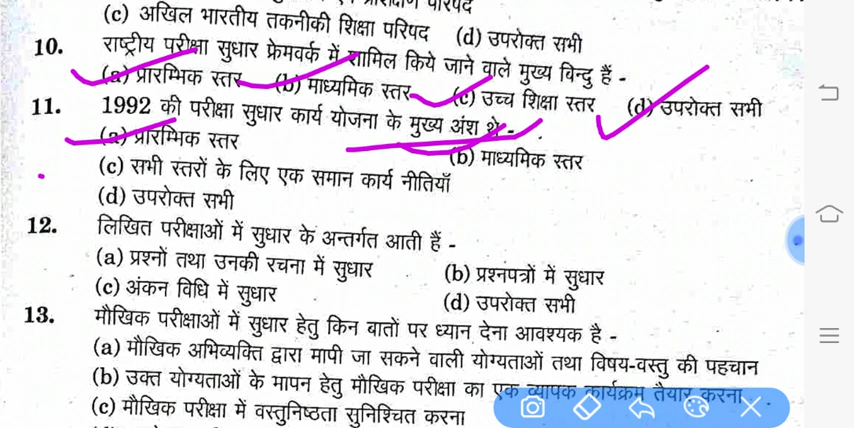 (c) अखिल भारतीय तकनीकी शिक्षा परिषद (d) उपरोक्त सभी
10. राष्ट्रीय परीक्षा सुधार फ्रेमवर्क में शामिल किये जाने वाले मुख्य विन्दु हैं -
(a) प्रारम्भिक स्तर (b) माध्यमिक स्तर (c) उच्च शिक्षा स्तर (d) उपरोक्त सभी
11. 1992 की परीक्षा सुधार कार्य योजना के मुख्य अंश थे -
(a) प्रारम्भिक स्तर (b) माध्यमिक स्तर
(c) सभी स्तरों के लिए एक समान कार्य नीतियाँ
(d) उपरोक्त सभी
12. लिखित परीक्षाओं में सुधार के अन्तर्गत आती हैं -
(a) प्रश्नों तथा उनकी रचना में सुधार (b) प्रश्नपत्रों में सुधार
(c) अंकन विधि में सुधार (d) उपरोक्त सभी
13. मौखिक परीक्षाओं में सुधार हेतु किन बातों पर ध्यान देना आवश्यक है -
(a) मौखिक अभिव्यक्ति द्वारा मापी जा सकने वाली योग्यताओं तथा विषय-वस्तु की पहचान
(b) उक्त योग्यताओं के मापन हेतु मौखिक परीक्षा का एक व्यापक कार्यक्रम तैयार करना
(c) मौखिक परीक्षा में वस्तुनिष्ठता सुनिश्चित करना